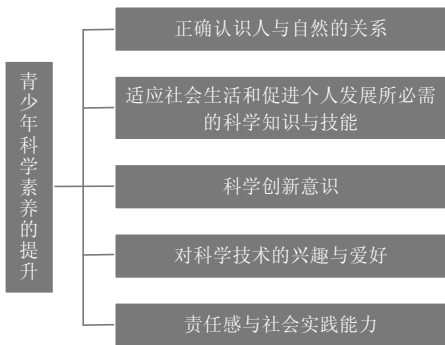 青少年科学素养的提升
正确认识人与自然的关系
适应社会生活和促进个人发展所必需
的科学知识与技能
科学创新意识
对科学技术的兴趣与爱好
责任感与社会实践能力